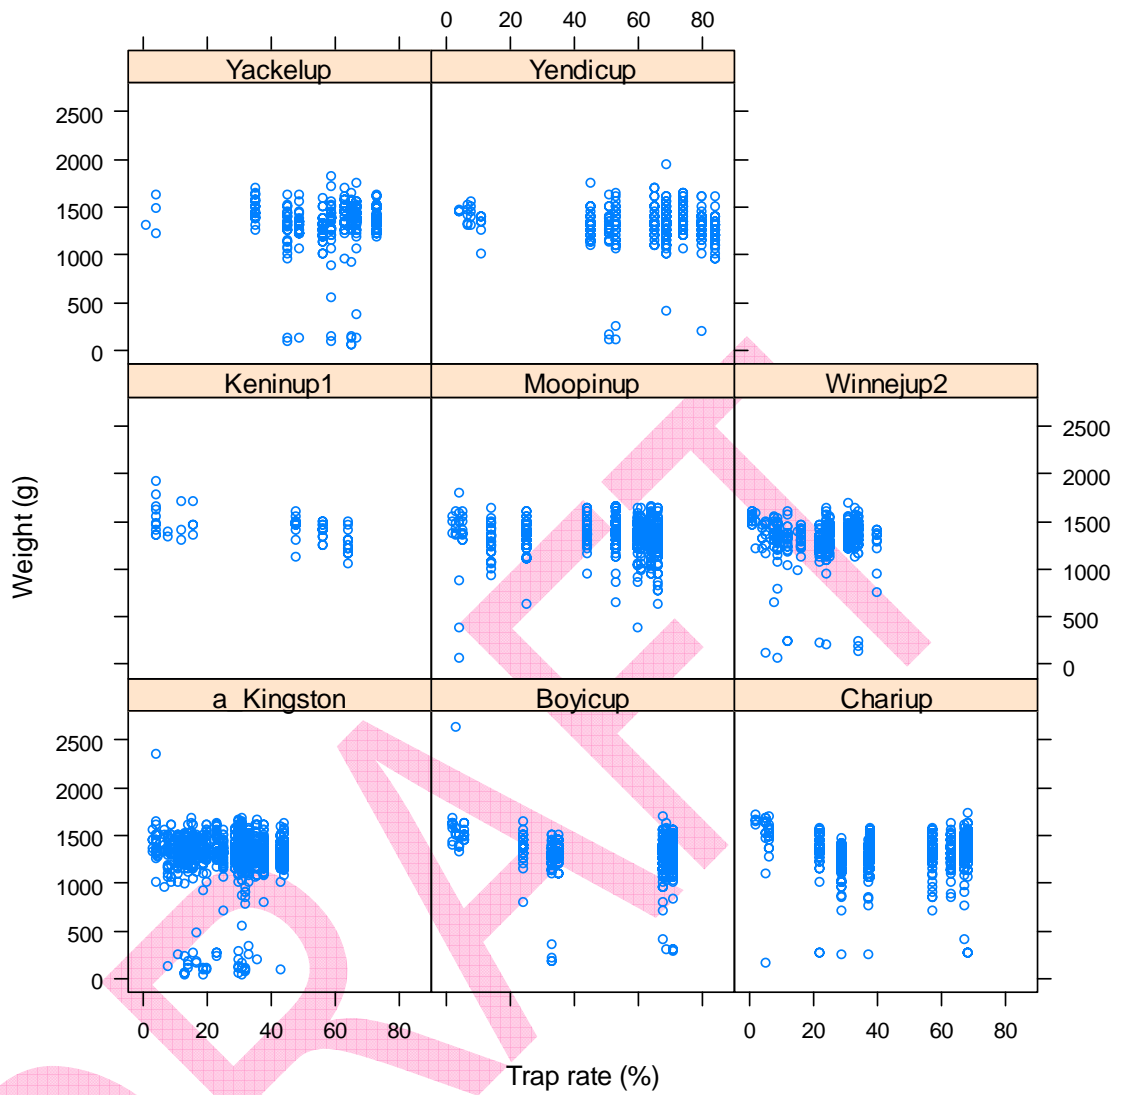 0 20 40 60 80
Yackelup Yendicup
2500
2000
1500
1000
500
0
Keninup1 Moopinup Winnejup2
2500
2000
1500
1000
500
0
Weight (g)
a_Kingston Boyicup Chariup
2500
2000
1500
1000
500
0
0 20 40 60 80 0 20 40 60 80
Trap rate (%)
DRAFT